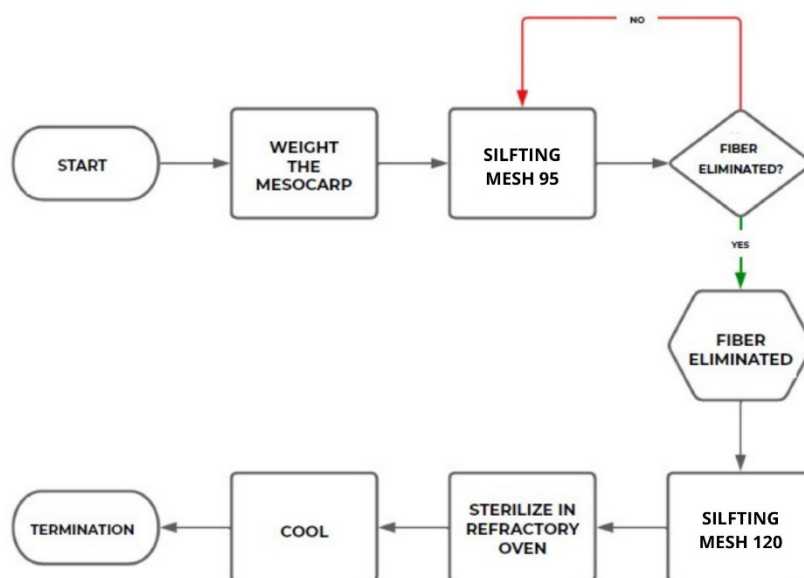 NO
START
WEIGHT
THE
MESOCARP
SILFTING
MESH 95
FIBER
ELIMINATED?
YES
FIBER
ELIMINATED
SILFTING
MESH 120
STERILIZE IN
REFRACTORY
OVEN
COOL
TERMINATION